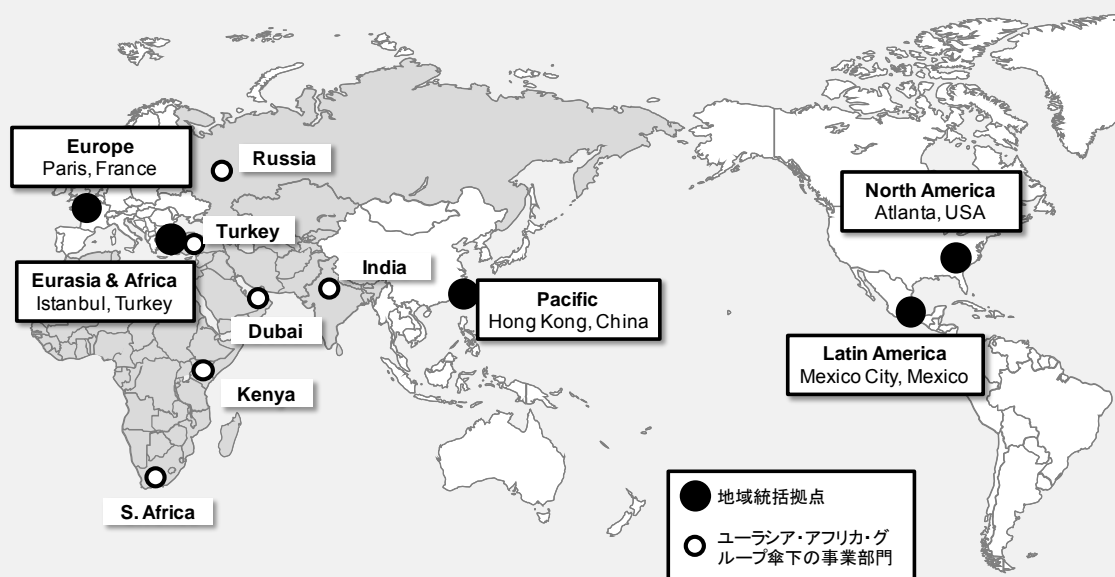 Europe
Paris, France
Russia
Turkey
Eurasia & Africa
Istanbul, Turkey
India
Dubai
Kenya
S. Africa
Pacific
Hong Kong, China
North America
Atlanta, USA
Latin America
Mexico City, Mexico
地域統括拠点
ユーラシア・アフリカ・グ
ループ傘下の事業部門